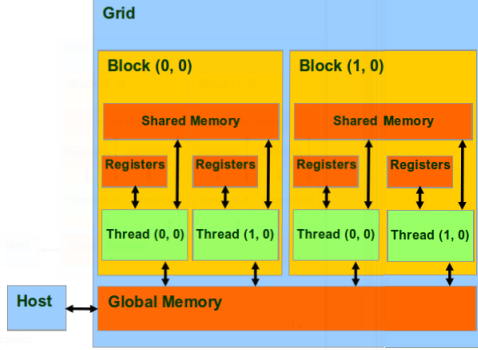 Grid
Block (0, 0)
Block (1, 0)
Shared Memory
Shared Memory
Registers
Registers
Registers
Registers
Thread (0, 0)
Thread (1, 0)
Thread (0, 0)
Thread (1, 0)
Host
Global Memory